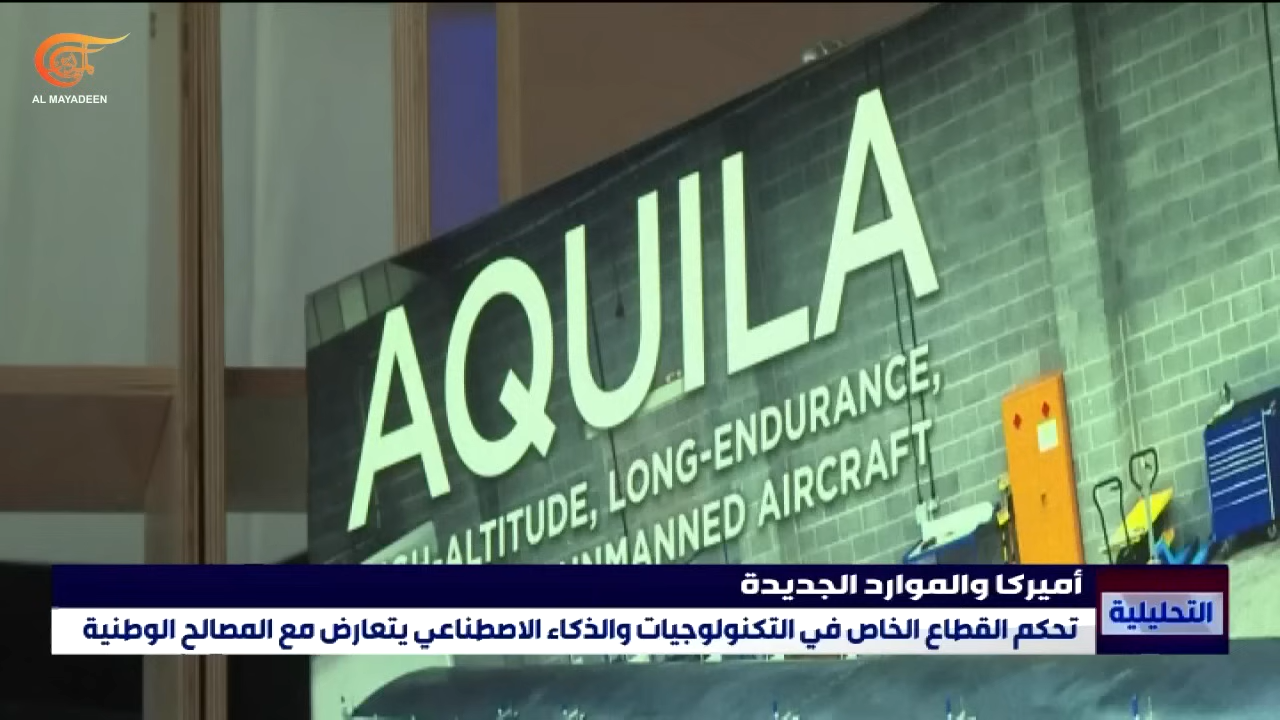 AL MAYADEEN
AQUILA
-ALTITUDE, LONG-ENDURANCE,
UNMANNED AIRCRAFT
أميركا والموارد الجديدة
التحليلية
تحكم القطاع الخاص في التكنولوجيات والذكاء الاصطناعي يتعارض مع المصالح الوطنية